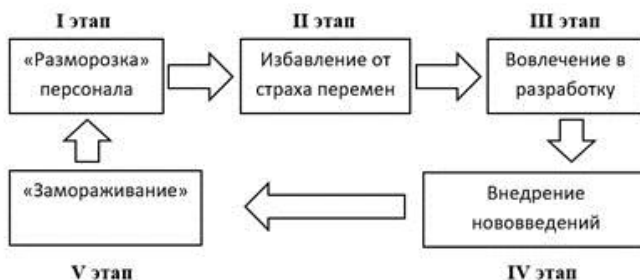 I этап
II этап
III этап
«Разморозка»
персонала
Избавление от
страха перемен
Вовлечение в
разработку
«Замораживание»
Внедрение
нововведений
V этап
IV этап